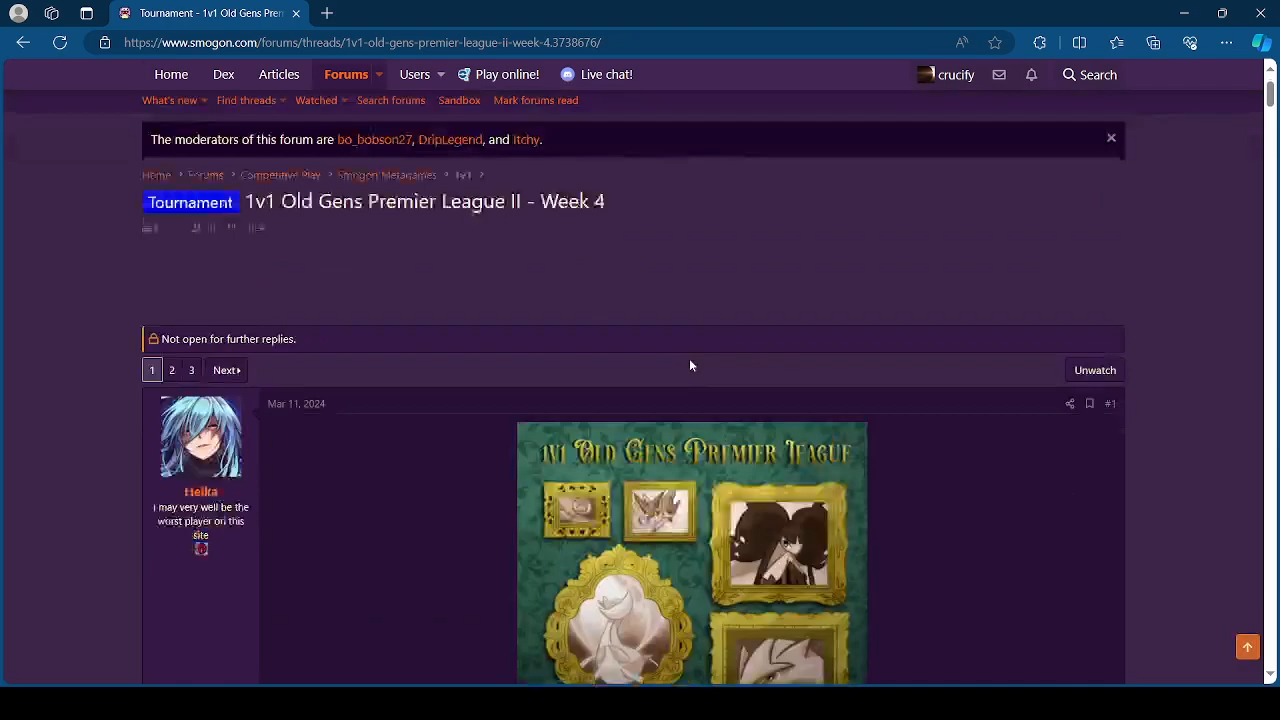 Tournament - 1v1 Old Gens Prem
https://www.smogon.com/forums/threads/1v1-old-gens-premier-league-ii-week-4.3738676/
Home Dex Articles Forums Users Play online! Live chat! crucify Search
What's new Find threads Watched Search forums Sandbox Mark forums read
The moderators of this forum are bo_bobson27, DripLegend, and Itchy.
Home Forums Competitive Play Smogon Metagames 1v1
Tournament 1v1 Old Gens Premier League II - Week 4
Not open for further replies.
1 2 3 Next Unwatch
Mar 11, 2024 #1
1v1 Old Gens Premier League
Heika
I may very well be the
worst player on this
site